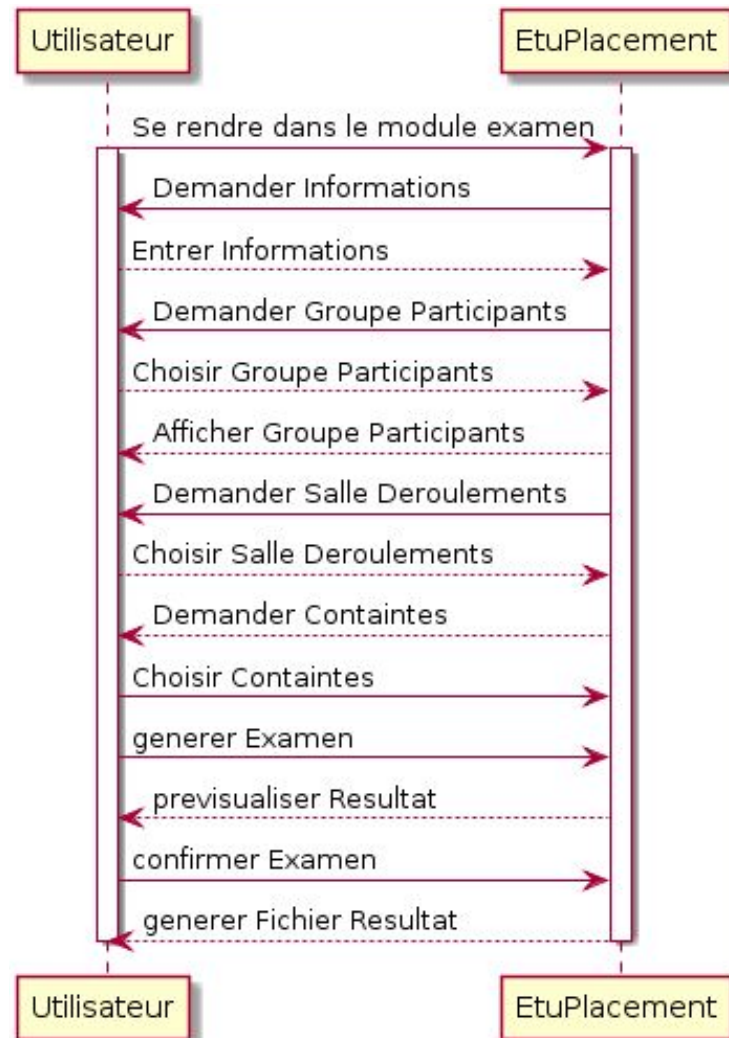 Utilisateur
EtuPlacement
Se rendre dans le module examen
Demander Informations
Entrer Informations
Demander Groupe Participants
Choisir Groupe Participants
Afficher Groupe Participants
Demander Salle Deroulements
Choisir Salle Deroulements
Demander Containtes
Choisir Containtes
generer Examen
previsualiser Resultat
confirmer Examen
generer Fichier Resultat
Utilisateur
EtuPlacement